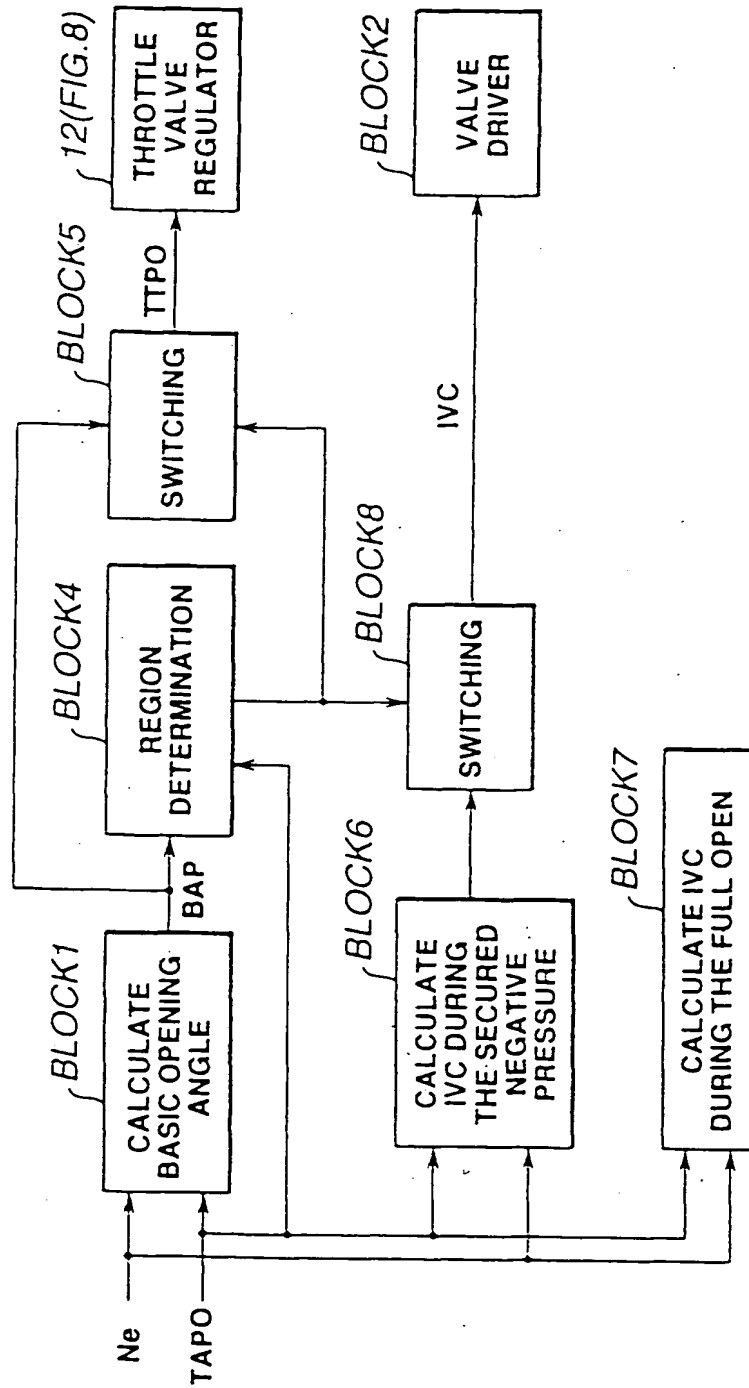 Ne
TAPO
BLOCK1
CALCULATE
BASIC OPENING
ANGLE
BAP
BLOCK4
REGION
DETERMINATION
BLOCK5
SWITCHING
TTPO
12(FIG.8)
THROTTLE
VALVE
REGULATOR
BLOCK6
CALCULATE
IVC DURING
THE SECURED
NEGATIVE
PRESSURE
BLOCK8
SWITCHING
IVC
BLOCK2
VALVE
DRIVER
BLOCK7
CALCULATE IVC
DURING THE FULL OPEN